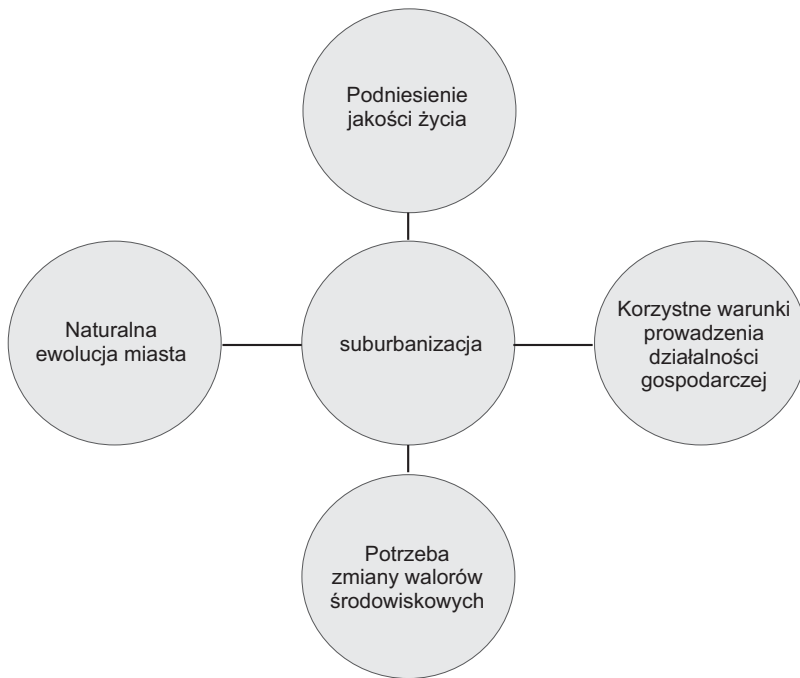 Podniesienie
jakości życia
Naturalna
ewolucja miasta
suburbanizacja
Korzystne warunki
prowadzenia
działalności
gospodarczej
Potrzeba
zmiany walorów
środowiskowych